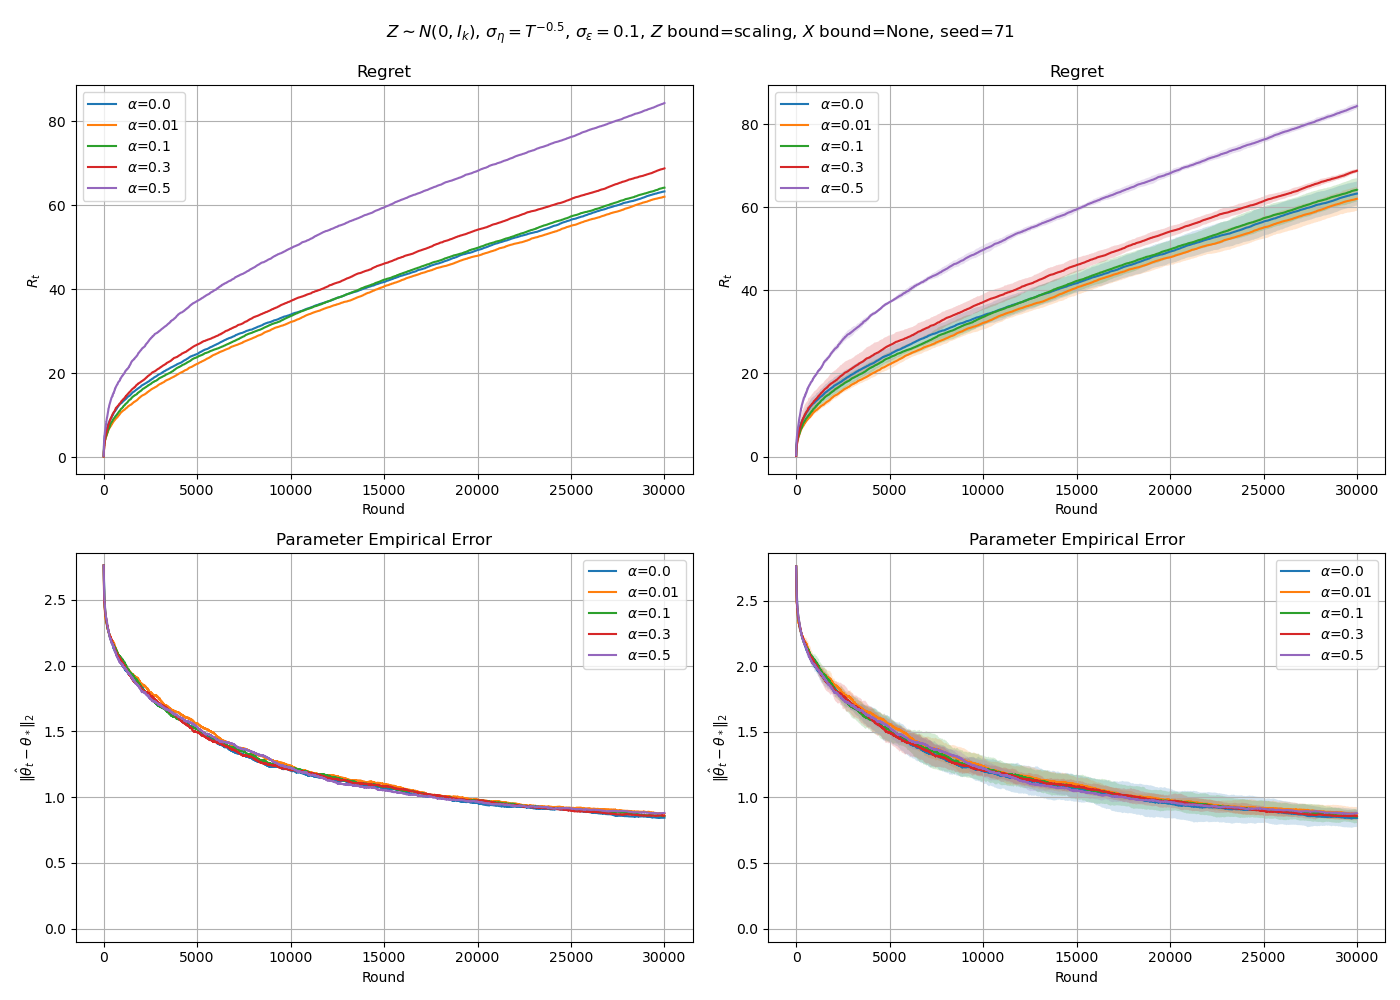 Z ∼ N(0, I_k), σ_η = T^{−0.5}, σ_ε = 0.1, Z bound=scaling, X bound=None, seed=71
Regret
α=0.0
α=0.01
α=0.1
α=0.3
α=0.5
80
60
40
20
0
R_t
0 5000 10000 15000 20000 25000 30000
Round
Regret
α=0.0
α=0.01
α=0.1
α=0.3
α=0.5
80
60
40
20
0
R_t
0 5000 10000 15000 20000 25000 30000
Round
Parameter Empirical Error
α=0.0
α=0.01
α=0.1
α=0.3
α=0.5
2.5
2.0
1.5
1.0
0.5
0.0
‖θ̂_t − θ_*‖_2
0 5000 10000 15000 20000 25000 30000
Round
Parameter Empirical Error
α=0.0
α=0.01
α=0.1
α=0.3
α=0.5
2.5
2.0
1.5
1.0
0.5
0.0
‖θ̂_t − θ_*‖_2
0 5000 10000 15000 20000 25000 30000
Round